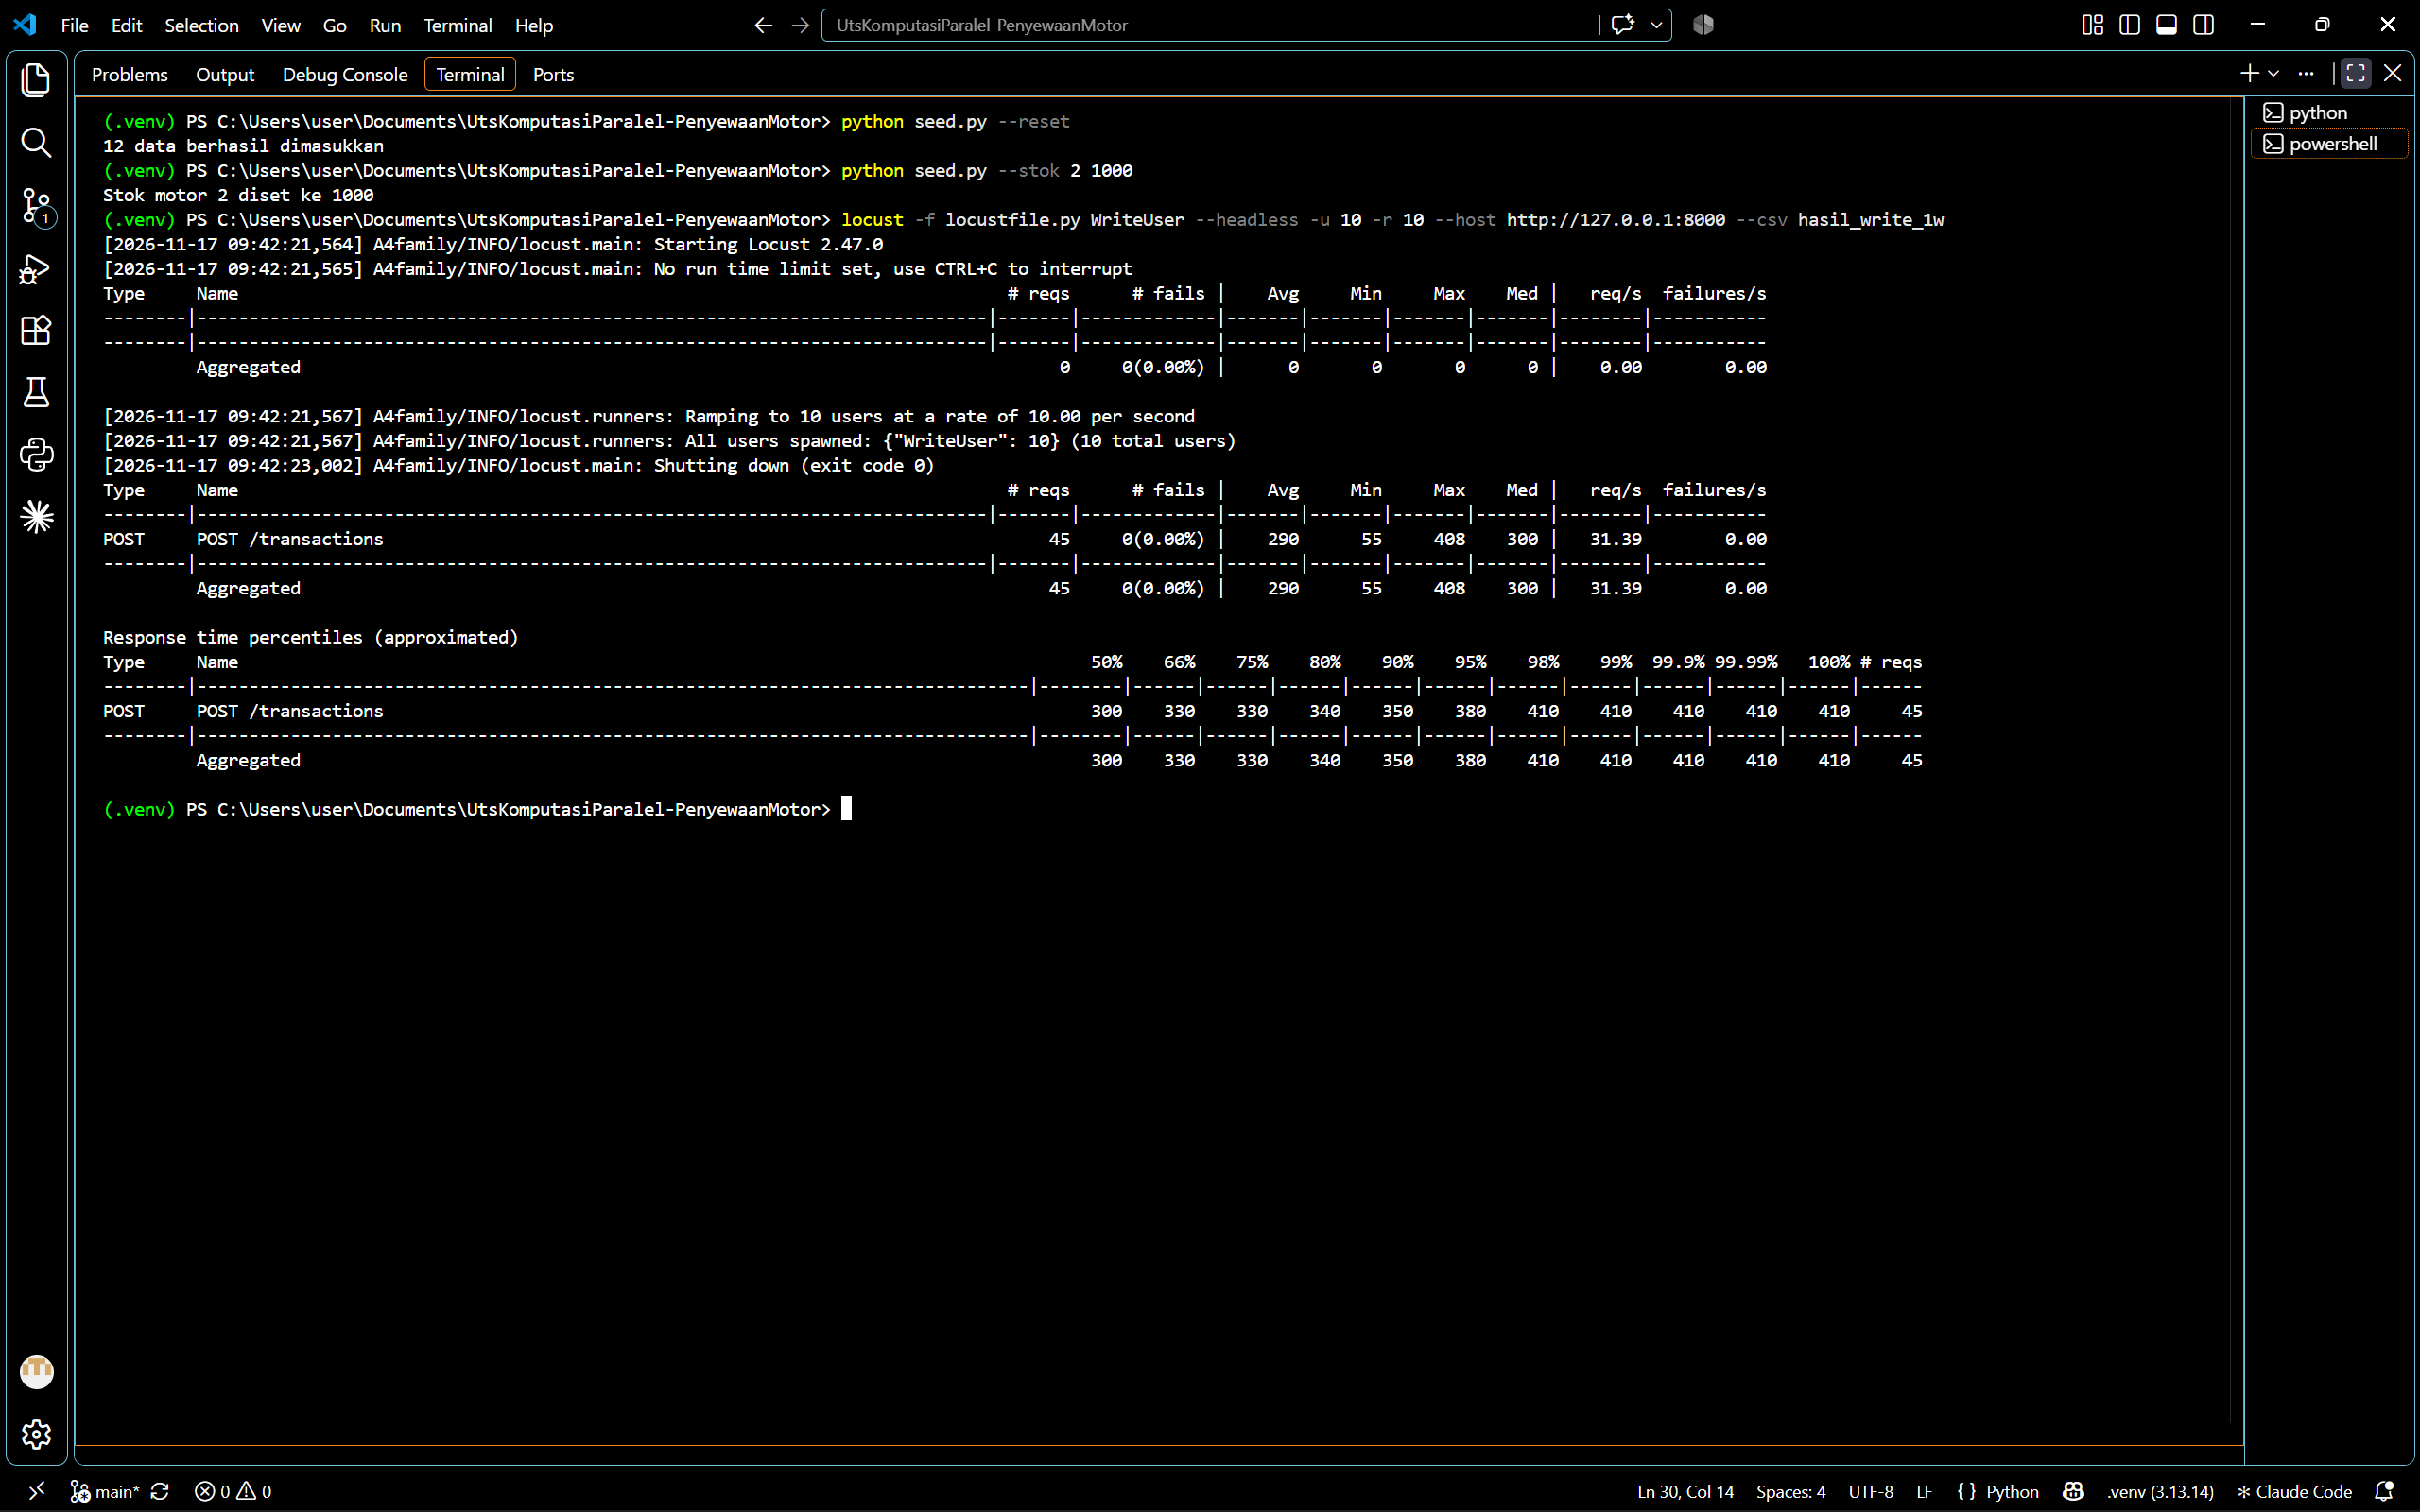 File Edit Selection View Go Run Terminal Help UtsKomputasiParalel-PenyewaanMotor
Problems Output Debug Console Terminal Ports
python
powershell
1
(.venv) PS C:\Users\user\Documents\UtsKomputasiParalel-PenyewaanMotor> python seed.py --reset
12 data berhasil dimasukkan
(.venv) PS C:\Users\user\Documents\UtsKomputasiParalel-PenyewaanMotor> python seed.py --stok 2 1000
Stok motor 2 diset ke 1000
(.venv) PS C:\Users\user\Documents\UtsKomputasiParalel-PenyewaanMotor> locust -f locustfile.py WriteUser --headless -u 10 -r 10 --host http://127.0.0.1:8000 --csv hasil_write_1w
[2026-11-17 09:42:21,564] A4family/INFO/locust.main: Starting Locust 2.47.0
[2026-11-17 09:42:21,565] A4family/INFO/locust.main: No run time limit set, use CTRL+C to interrupt
Type Name # reqs # fails | Avg Min Max Med | req/s failures/s
--------|----------------------------------------------------------------------------|-------|-------------|-------|-------|-------|-------|--------|-----------
--------|----------------------------------------------------------------------------|-------|-------------|-------|-------|-------|-------|--------|-----------
Aggregated 0 0(0.00%) | 0 0 0 0 | 0.00 0.00
[2026-11-17 09:42:21,567] A4family/INFO/locust.runners: Ramping to 10 users at a rate of 10.00 per second
[2026-11-17 09:42:21,567] A4family/INFO/locust.runners: All users spawned: {"WriteUser": 10} (10 total users)
[2026-11-17 09:42:23,002] A4family/INFO/locust.main: Shutting down (exit code 0)
Type Name # reqs # fails | Avg Min Max Med | req/s failures/s
--------|----------------------------------------------------------------------------|-------|-------------|-------|-------|-------|-------|--------|-----------
POST POST /transactions 45 0(0.00%) | 290 55 408 300 | 31.39 0.00
--------|----------------------------------------------------------------------------|-------|-------------|-------|-------|-------|-------|--------|-----------
Aggregated 45 0(0.00%) | 290 55 408 300 | 31.39 0.00
Response time percentiles (approximated)
Type Name 50% 66% 75% 80% 90% 95% 98% 99% 99.9% 99.99% 100% # reqs
--------|--------------------------------------------------------------------------------|--------|------|------|------|------|------|------|------|------|------|------|------
POST POST /transactions 300 330 330 340 350 380 410 410 410 410 410 45
--------|--------------------------------------------------------------------------------|--------|------|------|------|------|------|------|------|------|------|------|------
Aggregated 300 330 330 340 350 380 410 410 410 410 410 45
(.venv) PS C:\Users\user\Documents\UtsKomputasiParalel-PenyewaanMotor>
main* 0 0 Ln 30, Col 14 Spaces: 4 UTF-8 LF { } Python .venv (3.13.14) Claude Code